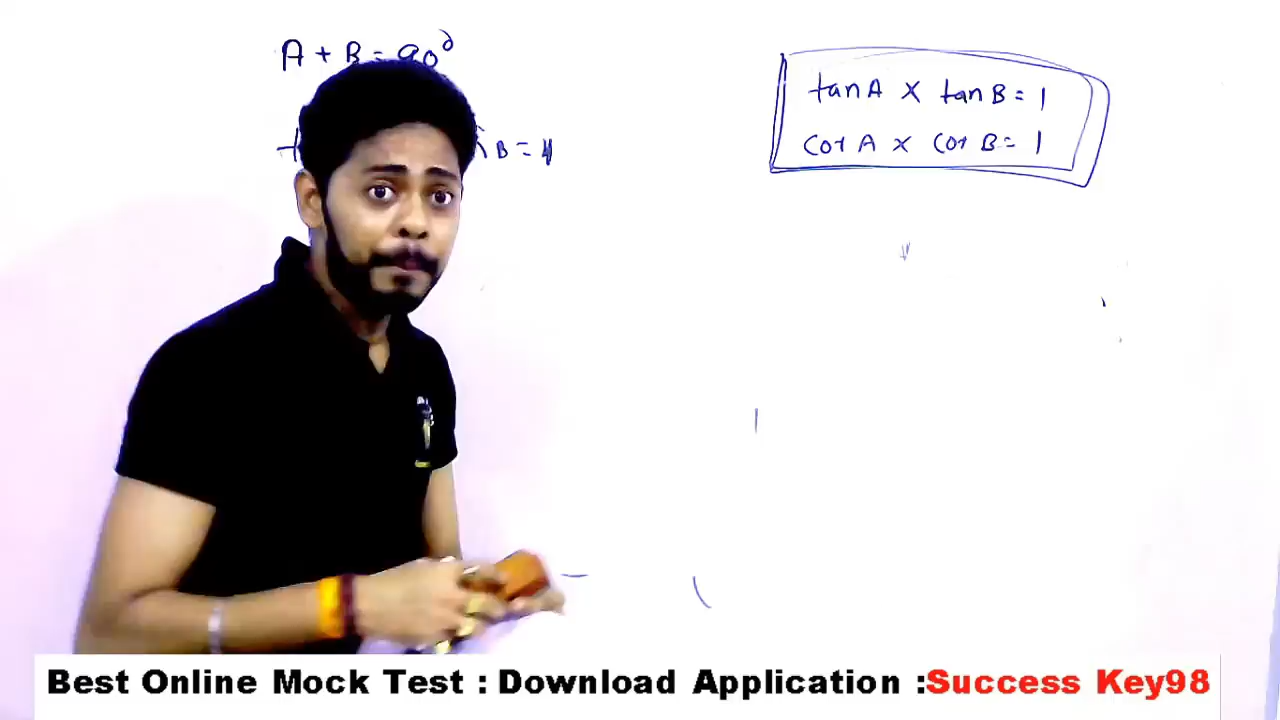 A + B = 90°
B = 1
tan A × tan B = 1
Cot A × Cot B = 1
Best Online Mock Test : Download Application :Success Key98